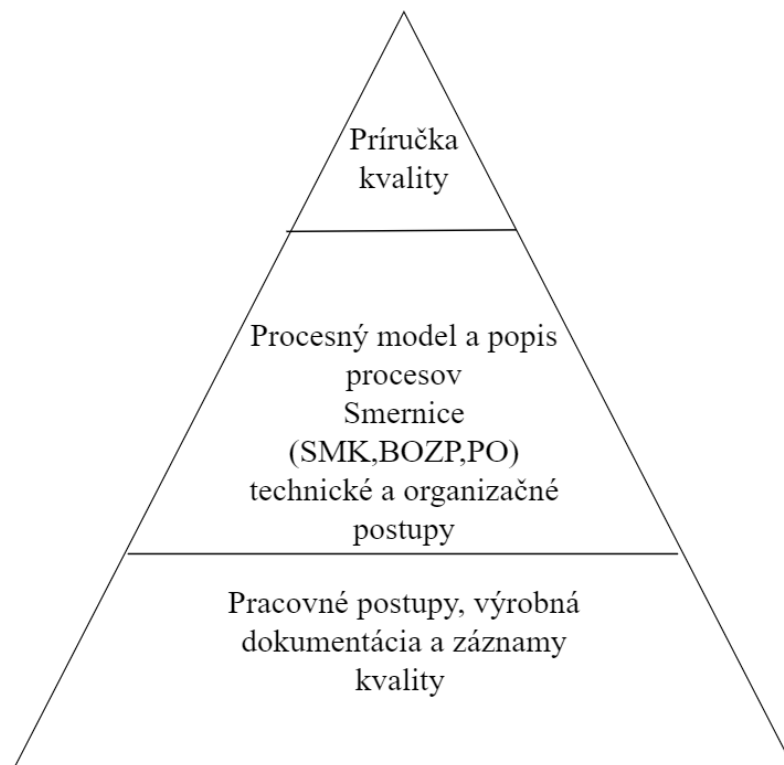 Príručka
kvality
Procesný model a popis
procesov
Smernice
(SMK,BOZP,PO)
technické a organizačné
postupy
Pracovné postupy, výrobná
dokumentácia a záznamy
kvality